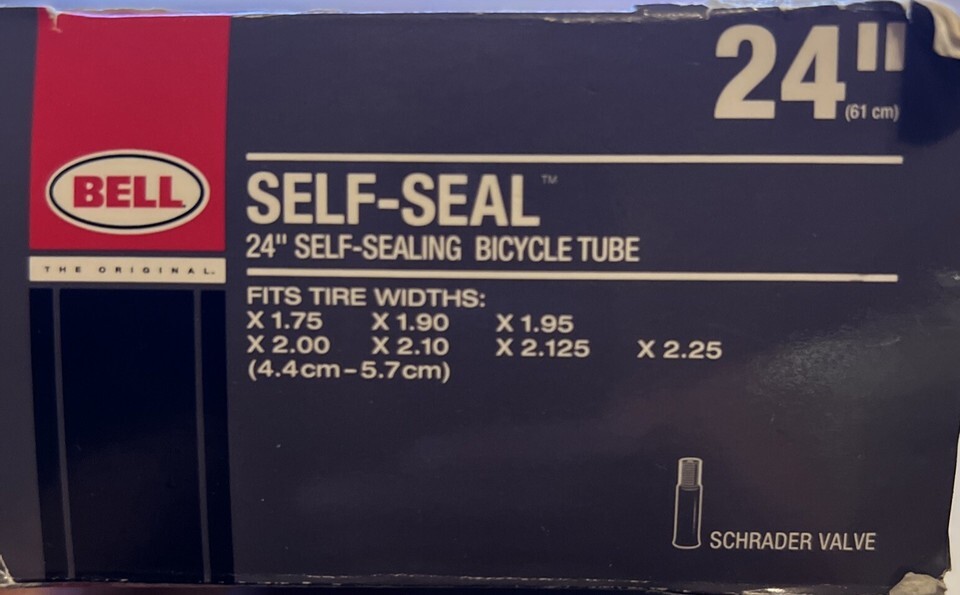 24"
(61 cm)
BELL
THE ORIGINAL.
SELF-SEAL™
24" SELF-SEALING BICYCLE TUBE
FITS TIRE WIDTHS:
X 1.75 X 1.90 X 1.95
X 2.00 X 2.10 X 2.125 X 2.25
(4.4cm-5.7cm)
SCHRADER VALVE